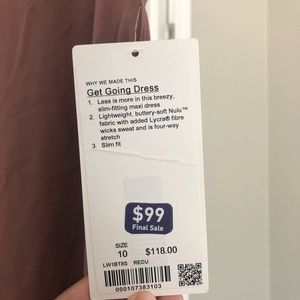 WHY WE MADE THIS
Get Going Dress
1. Less is more in this breezy,
slim-fitting maxi dress
2. Lightweight, buttery-soft Nulu™
fabric with added Lycra® fibre
wicks sweat and is four-way
stretch
3. Slim fit
$99
Final Sale
SIZE
10 $118.00
LW1BT8S REDU
000107383103